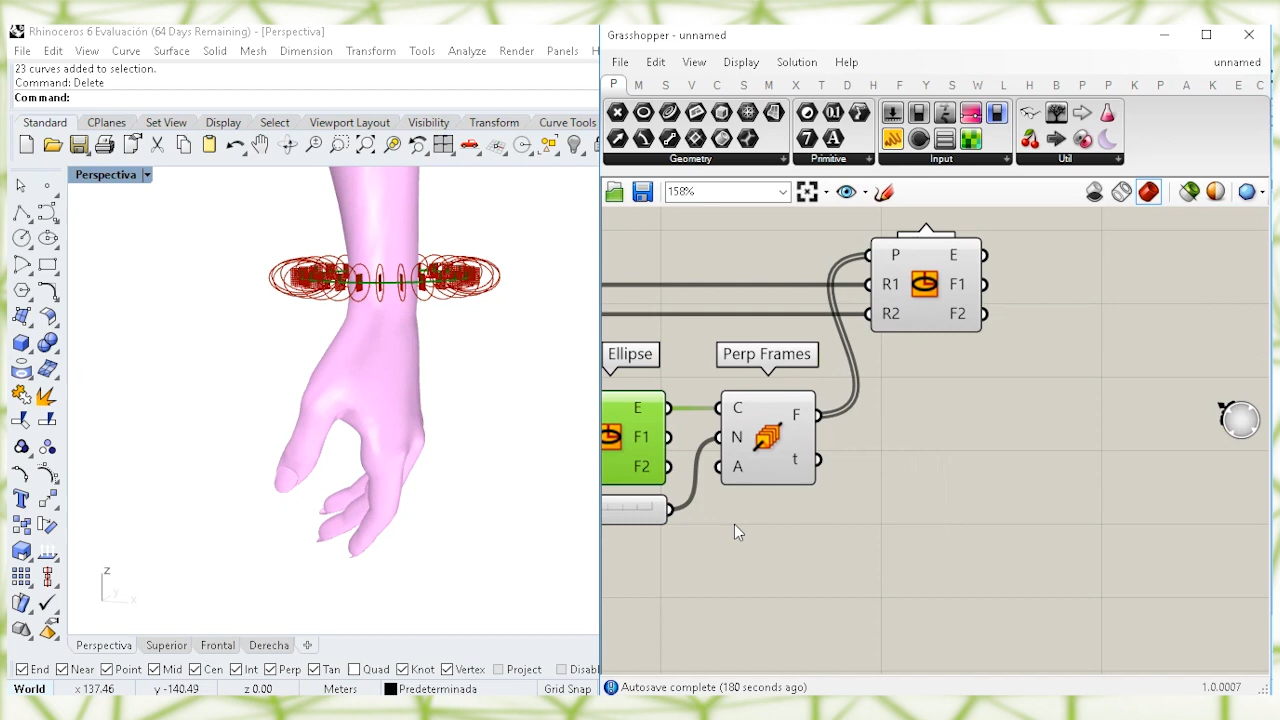 Rhinoceros 6 Evaluación (64 Days Remaining) - [Perspectiva]
File Edit View Curve Surface Solid Mesh Dimension Transform Tools Analyze Render Panels H
23 curves added to selection.
Command: Delete
Command:
Standard CPlanes Set View Display Viewport Layout Visibility Transform Curve Tools
Perspectiva
z
y
x
Perspectiva Superior Frontal Derecha
End Near Point Mid Cen Int Perp Tan Quad Knot Vertex Project Disabl
World x 137.46 y -140.49 z 0.00 Meters Predeterminada Grid Snap
Grasshopper - unnamed
File Edit View Display Solution Help unnamed
P M S V C S M X T D H F Y S W L H P K P A P K A E C
Geometry Primitive Input Util
158%
P E
R1 F1
R2 F2
Ellipse Perp Frames
E
F1
F2
C F
N
A t
Autosave complete (180 seconds ago) 1.0.0007